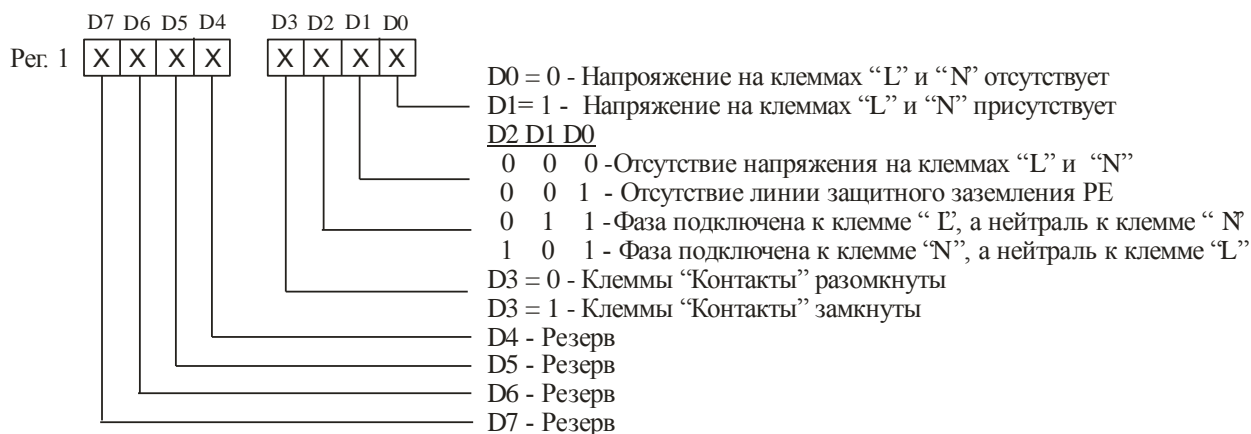 D7 D6 D5 D4 D3 D2 D1 D0
Рег. 1 X X X X X X X X
D0 = 0 - Напрояжение на клеммах “L” и “N” отсутствует
D1= 1 - Напряжение на клеммах “L” и “N” присутствует
D2 D1 D0
0 0 0 -Отсутствие напряжения на клеммах “L” и “N”
0 0 1 - Отсутствие линии защитного заземления PE
0 1 1 -Фаза подключена к клемме “ L”, а нейтраль к клемме “ N”
1 0 1 - Фаза подключена к клемме “N”, а нейтраль к клемме “L”
D3 = 0 - Клеммы “Контакты” разомкнуты
D3 = 1 - Клеммы “Контакты” замкнуты
D4 - Резерв
D5 - Резерв
D6 - Резерв
D7 - Резерв